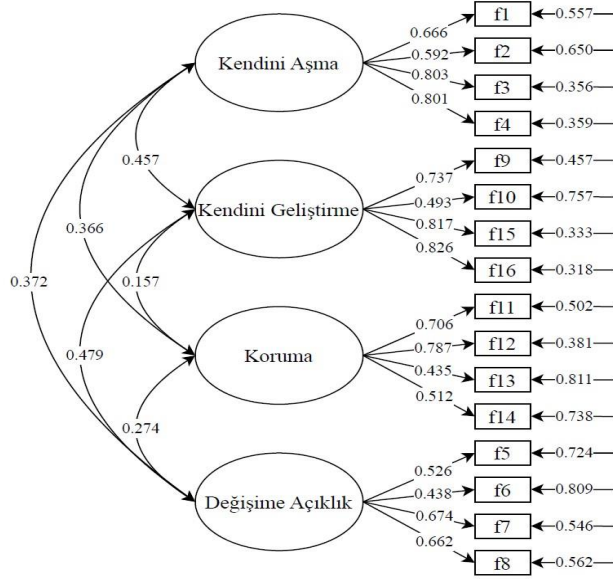 f1
0.557
0.666
f2
0.650
0.592
Kendini Aşma
0.803
f3
0.356
0.801
f4
0.359
0.457
f9
0.457
0.737
f10
0.757
0.493
Kendini Geliştirme
0.817
f15
0.333
0.366
0.826
f16
0.318
0.372
0.157
f11
0.502
0.706
f12
0.381
0.787
Koruma
0.435
f13
0.811
0.479
0.512
f14
0.738
0.274
f5
0.724
0.526
f6
0.809
0.438
Değişime Açıklık
0.674
f7
0.546
0.662
f8
0.562